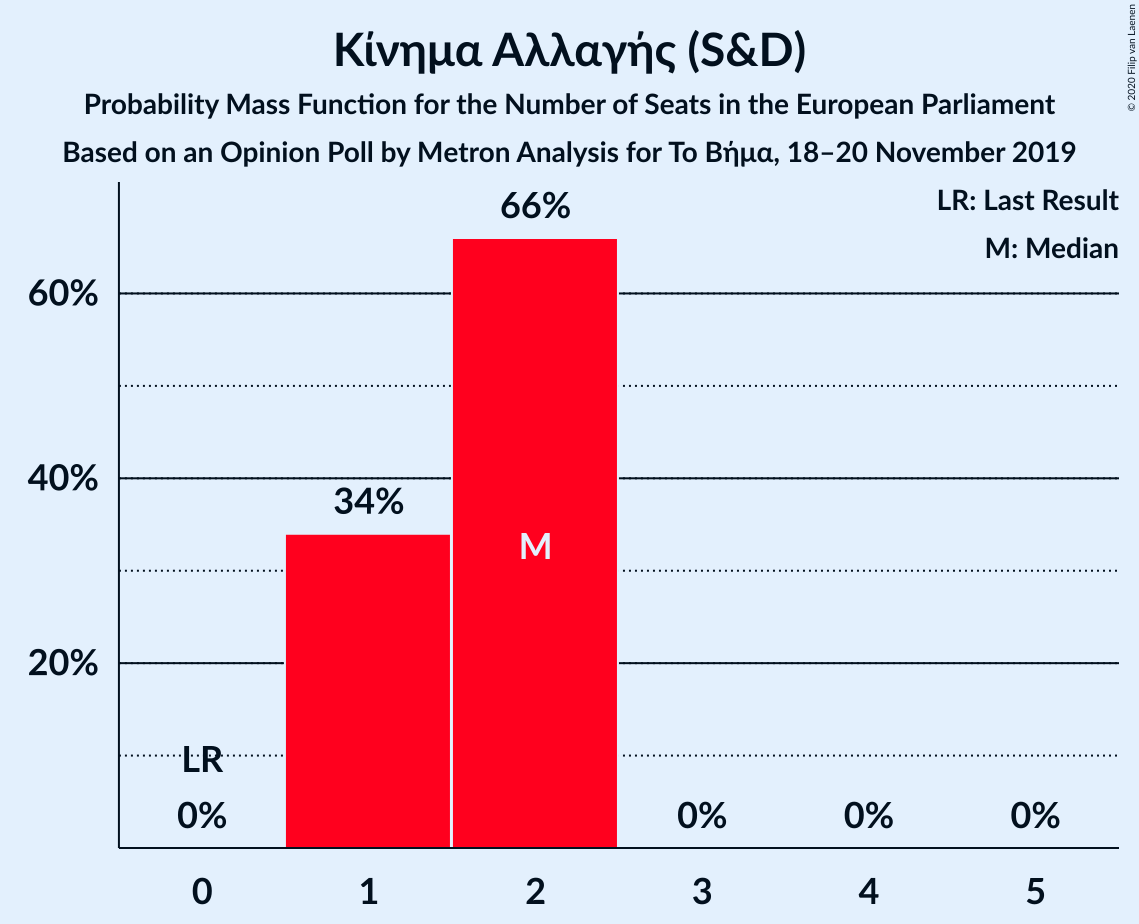 Κίνημα Αλλαγής (S&D)
Probability Mass Function for the Number of Seats in the European Parliament
Based on an Opinion Poll by Metron Analysis for Το Βήμα, 18–20 November 2019
© 2020 Filip van Laenen
LR: Last Result
M: Median
66%
60%
40%
34%
M
20%
LR
0%
0%
0%
0%
0
1
2
3
4
5